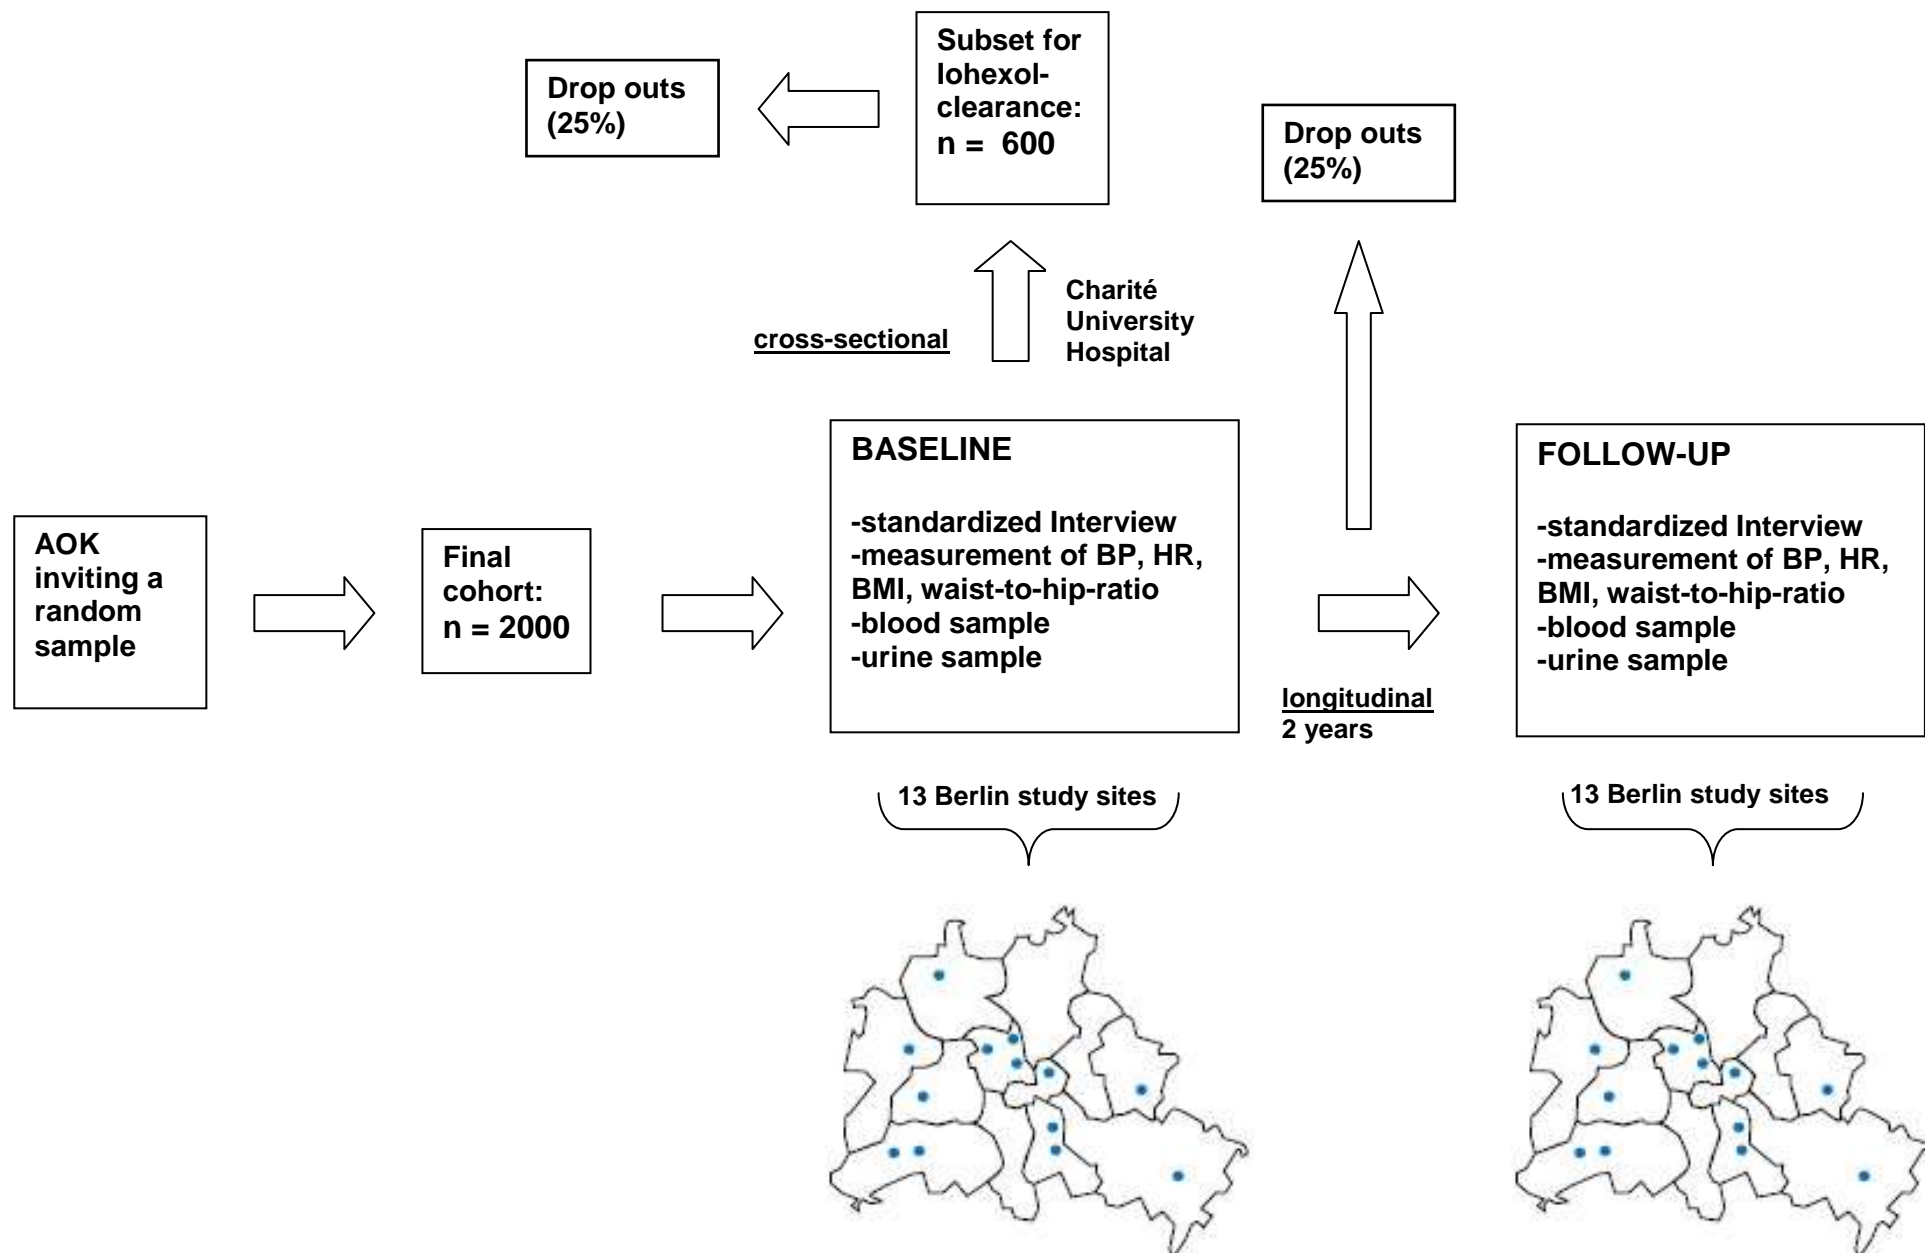 Subset for
Iohexol-
clearance:
n = 600
Drop outs
(25%)
Drop outs
(25%)
cross-sectional
Charité
University
Hospital
AOK
inviting a
random
sample
Final
cohort:
n = 2000
BASELINE
-standardized Interview
-measurement of BP, HR,
BMI, waist-to-hip-ratio
-blood sample
-urine sample
longitudinal
2 years
FOLLOW-UP
-standardized Interview
-measurement of BP, HR,
BMI, waist-to-hip-ratio
-blood sample
-urine sample
13 Berlin study sites
13 Berlin study sites